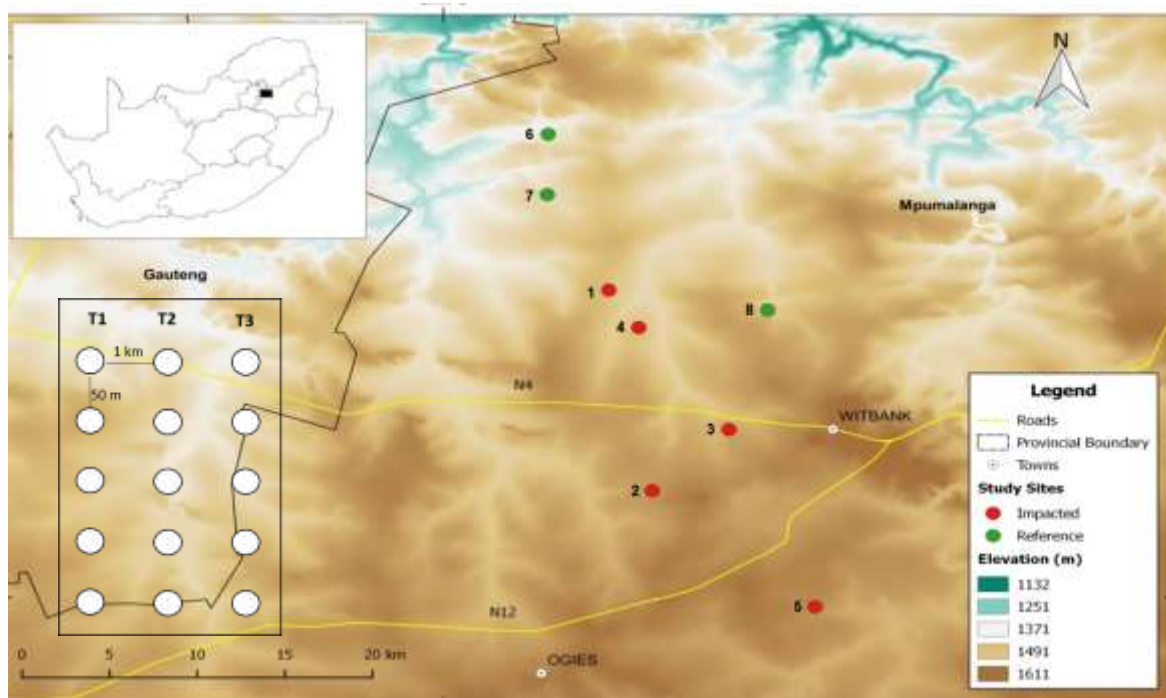 N
6
7
Mpumalanga
Gauteng
1
4
8
T1 T2 T3
1 km
50 m
N4
WITBANK
3
2
N12
5
OGIES
0 5 10 15 20 km
Legend
Roads
Provincial Boundary
Towns
Study Sites
Impacted
Reference
Elevation (m)
1132
1251
1371
1491
1611